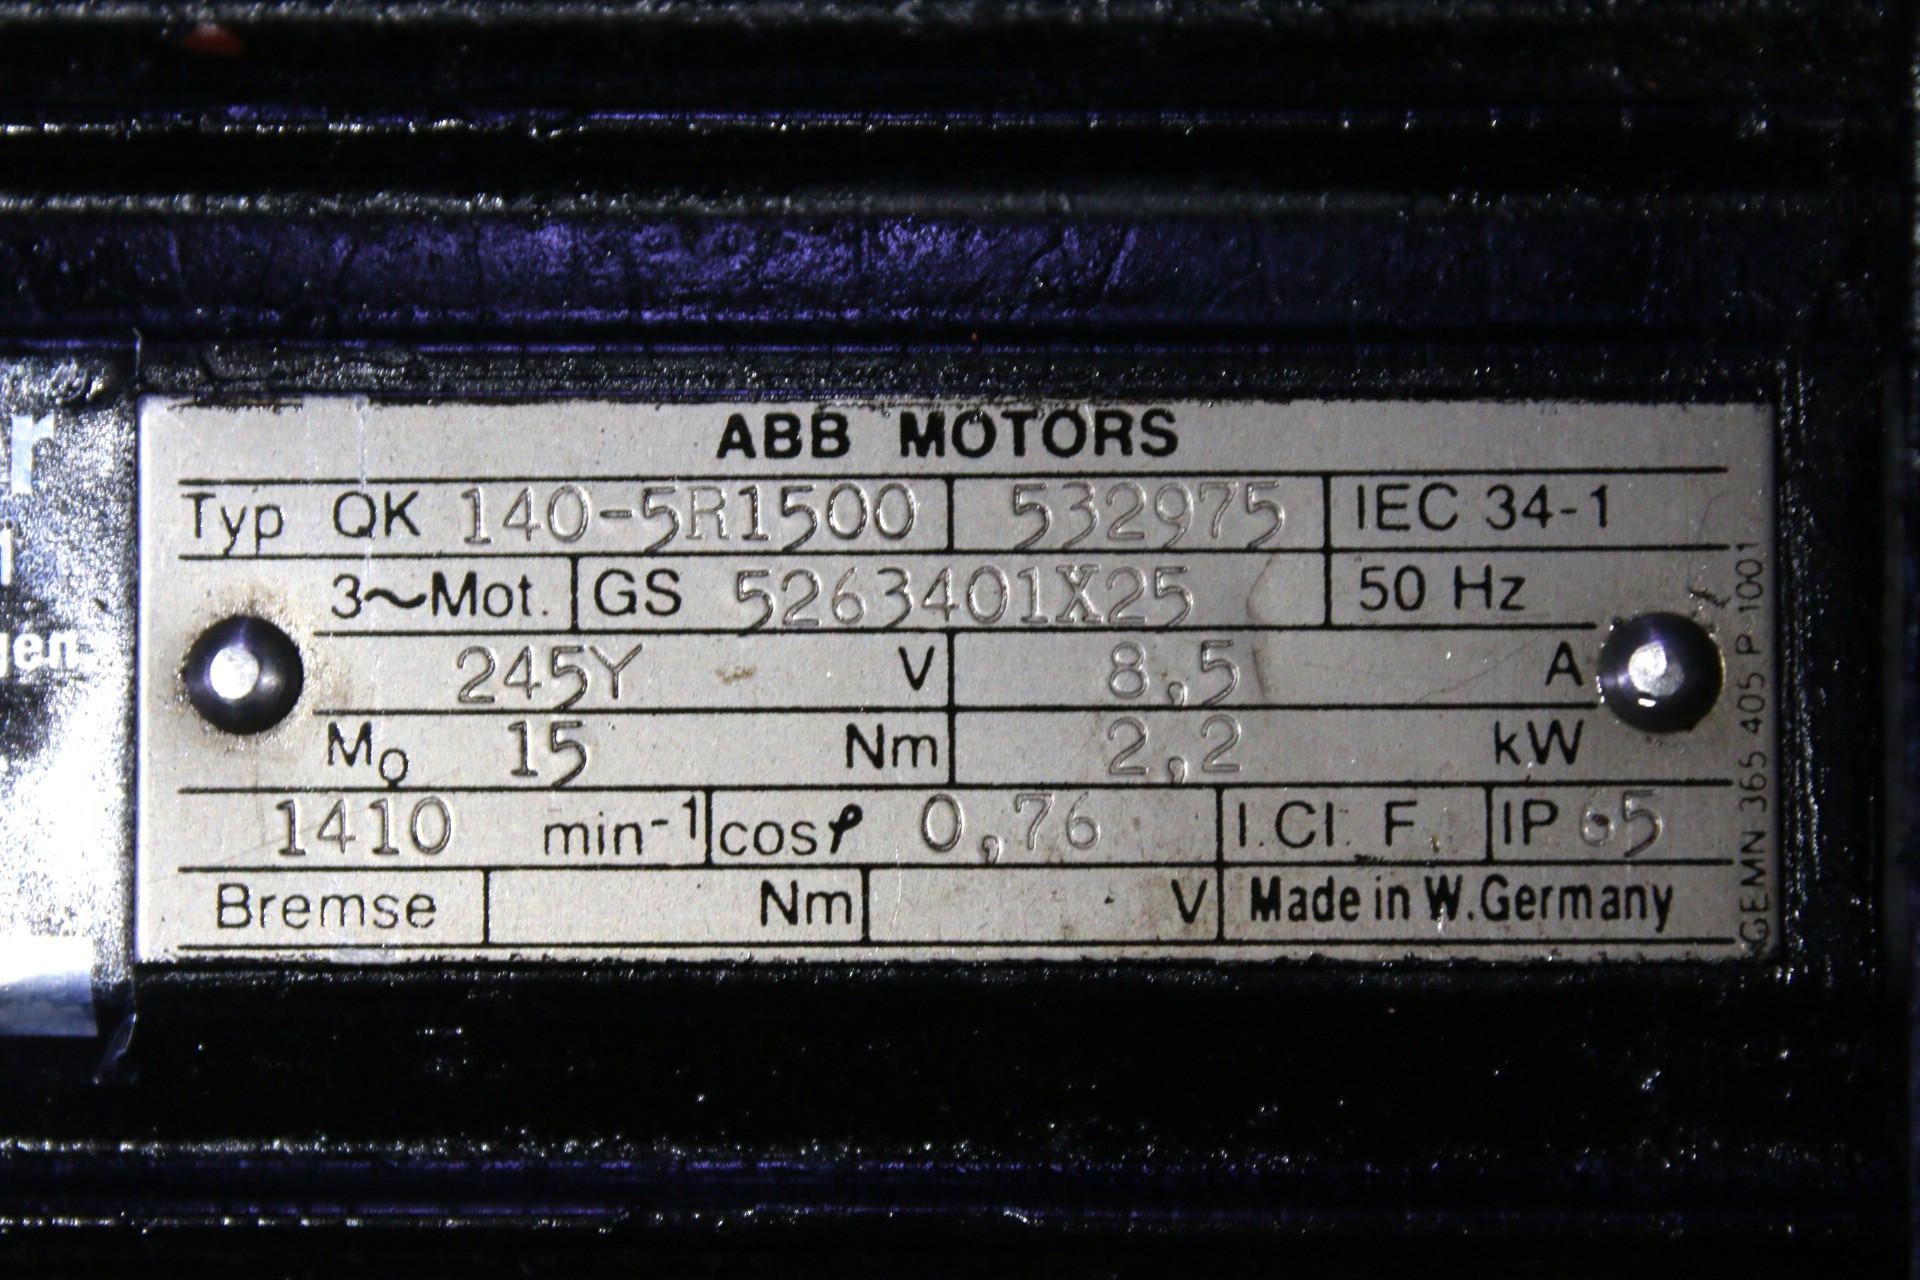 ABB MOTORS
Typ QK 140-5R1500 532975 IEC 34-1
3~Mot. GS 5263401X25 50 Hz
245Y V 8,5 A
M₀ 15 Nm 2,2 kW
1410 min⁻¹ cosφ 0,76 I.Cl. F IP 65
Bremse Nm V Made in W.Germany
GEMN 365 405 P 1001
r
gen